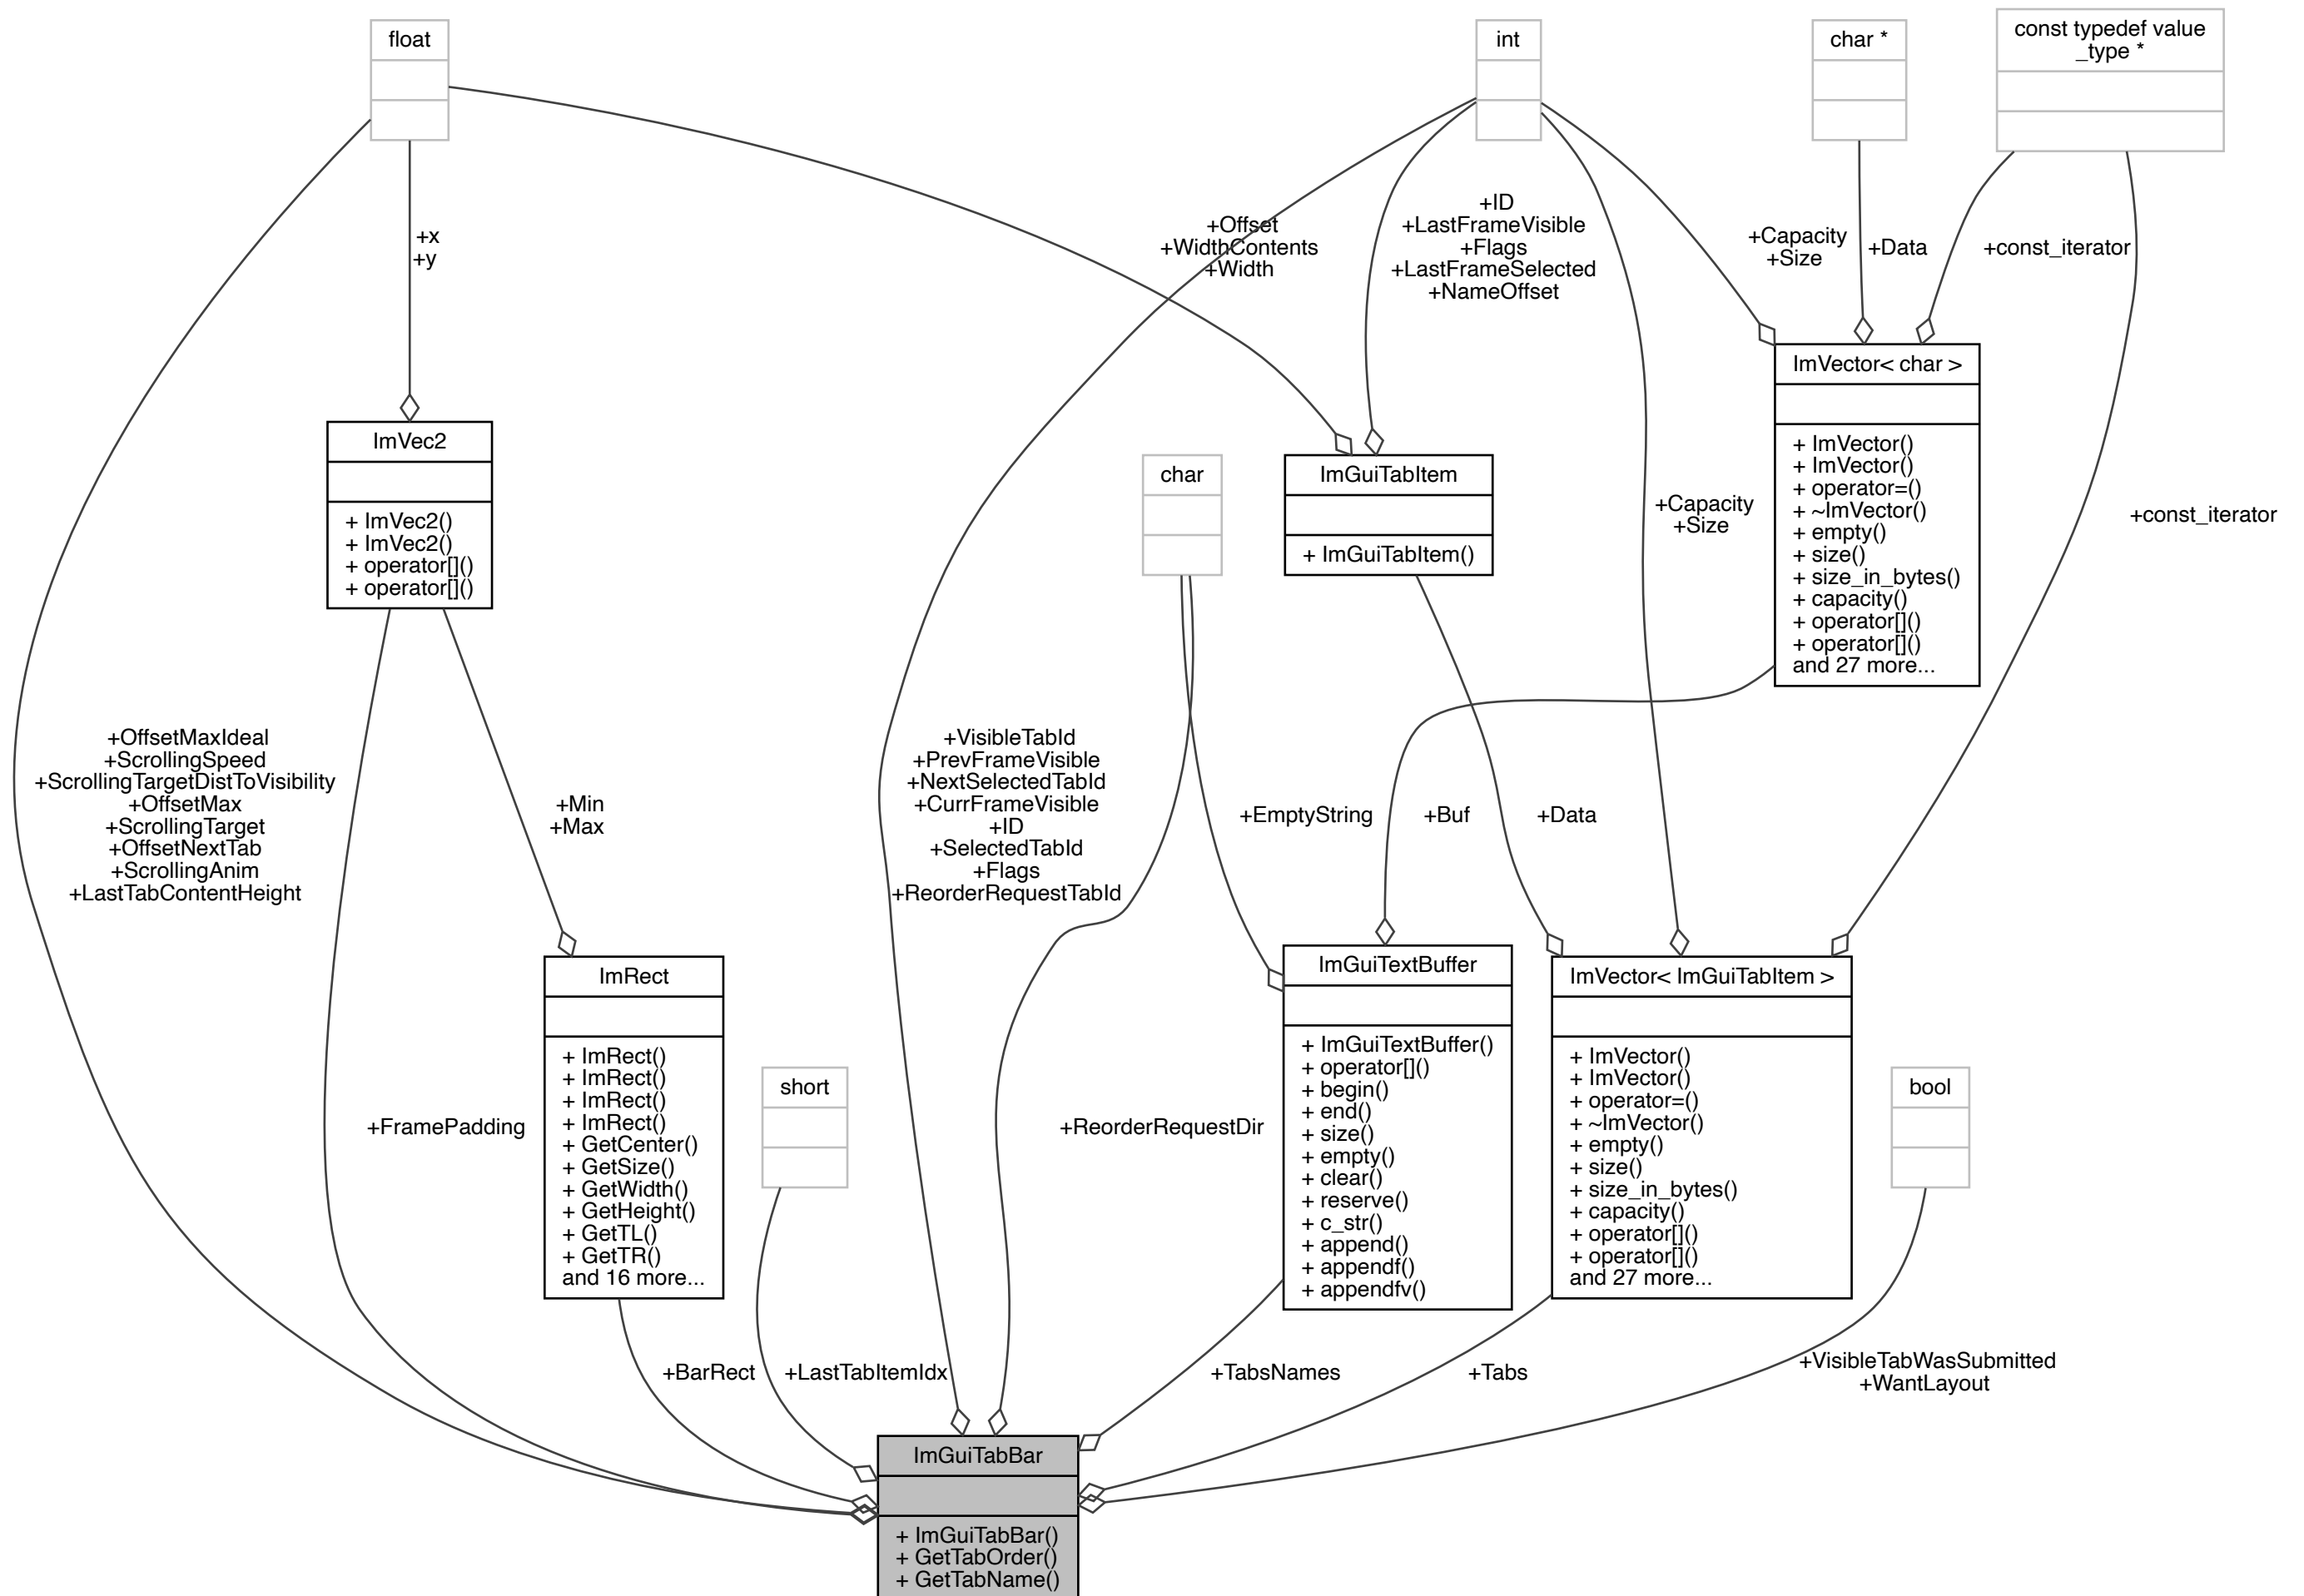 float
int
char *
const typedef value
_type *
+x
+y
+Offset
+WidthContents
+Width
+ID
+LastFrameVisible
+Flags
+LastFrameSelected
+NameOffset
+Capacity
+Size
+Data
+const_iterator
ImVec2
+ ImVec2()
+ ImVec2()
+ operator[]()
+ operator[]()
char
ImGuiTabItem
+ ImGuiTabItem()
+Capacity
+Size
ImVector< char >
+ ImVector()
+ ImVector()
+ operator=()
+ ~ImVector()
+ empty()
+ size()
+ size_in_bytes()
+ capacity()
+ operator[]()
+ operator[]()
and 27 more...
+const_iterator
+OffsetMaxIdeal
+ScrollingSpeed
+ScrollingTargetDistToVisibility
+OffsetMax
+ScrollingTarget
+OffsetNextTab
+ScrollingAnim
+LastTabContentHeight
+Min
+Max
+VisibleTabId
+PrevFrameVisible
+NextSelectedTabId
+CurrFrameVisible
+ID
+SelectedTabId
+Flags
+ReorderRequestTabId
+EmptyString
+Buf
+Data
ImRect
+ ImRect()
+ ImRect()
+ ImRect()
+ ImRect()
+ GetCenter()
+ GetSize()
+ GetWidth()
+ GetHeight()
+ GetTL()
+ GetTR()
and 16 more...
ImGuiTextBuffer
+ ImGuiTextBuffer()
+ operator[]()
+ begin()
+ end()
+ size()
+ empty()
+ clear()
+ reserve()
+ c_str()
+ append()
+ appendf()
+ appendfv()
ImVector< ImGuiTabItem >
+ ImVector()
+ ImVector()
+ operator=()
+ ~ImVector()
+ empty()
+ size()
+ size_in_bytes()
+ capacity()
+ operator[]()
+ operator[]()
and 27 more...
+FramePadding
short
+ReorderRequestDir
bool
+BarRect
+LastTabItemIdx
+TabsNames
+Tabs
+VisibleTabWasSubmitted
+WantLayout
ImGuiTabBar
+ ImGuiTabBar()
+ GetTabOrder()
+ GetTabName()